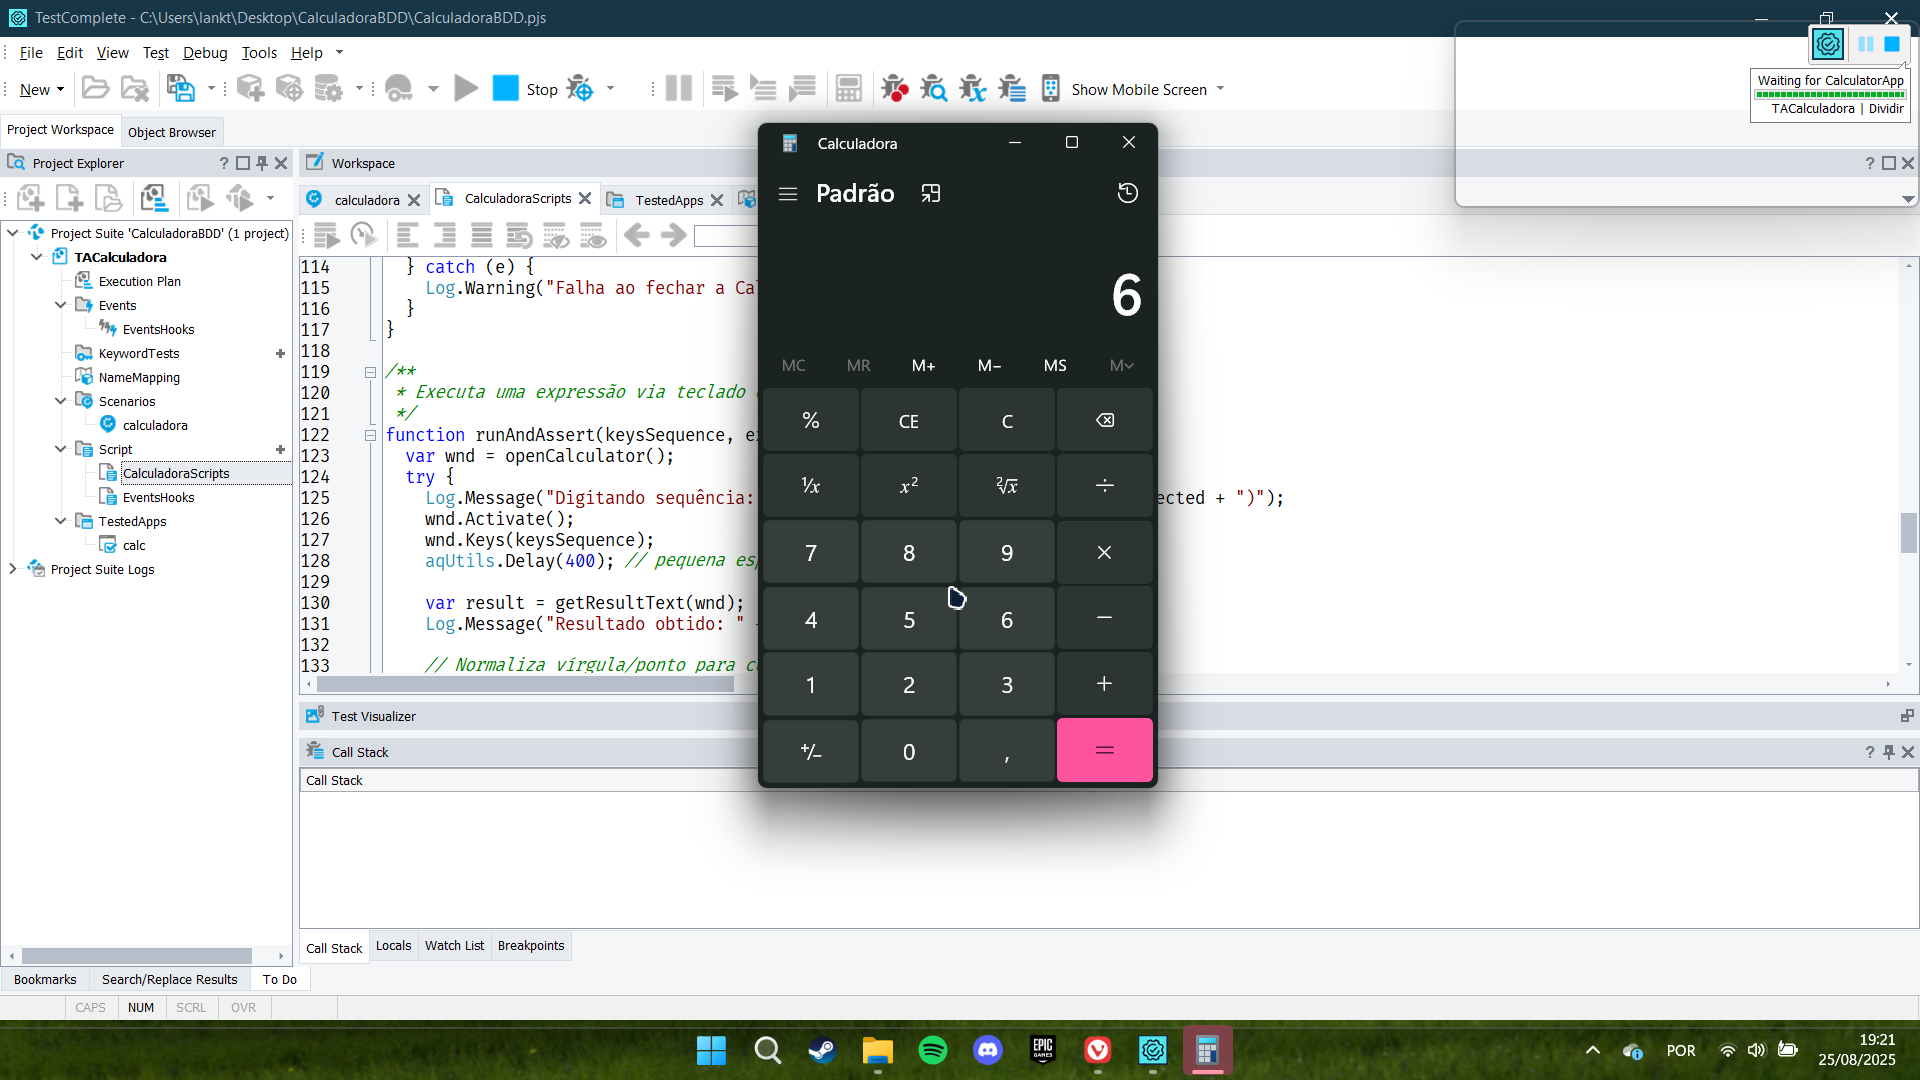 TestComplete - C:\Users\lankt\Desktop\CalculadoraBDD\CalculadoraBDD.pjs
File Edit View Test Debug Tools Help
New Stop Show Mobile Screen
Waiting for CalculatorApp
TACalculadora | Dividir
Project Workspace Object Browser
Project Explorer
Workspace
calculadora CalculadoraScripts TestedApps
Project Suite 'CalculadoraBDD' (1 project)
TACalculadora
Execution Plan
Events
EventsHooks
KeywordTests
NameMapping
Scenarios
calculadora
Script
CalculadoraScripts
EventsHooks
TestedApps
calc
Project Suite Logs
114 } catch (e) {
115 Log.Warning("Falha ao fechar a Ca
116 }
117 }
118
119 /**
120 * Executa uma expressão via teclado
121 */
122 function runAndAssert(keysSequence, e
123 var wnd = openCalculator();
124 try {
125 Log.Message("Digitando sequência: ected + ")");
126 wnd.Activate();
127 wnd.Keys(keysSequence);
128 aqUtils.Delay(400); // pequena es
129
130 var result = getResultText(wnd);
131 Log.Message("Resultado obtido: "
132
133 // Normaliza vírgula/ponto para c
Calculadora
Padrão
6
MC MR M+ M- MS M
% CE C
1/x x² ²√x ÷
7 8 9 ×
4 5 6 −
1 2 3 +
+/− 0 , =
Test Visualizer
Call Stack
Call Stack
Call Stack Locals Watch List Breakpoints
Bookmarks Search/Replace Results To Do
CAPS NUM SCRL OVR
EPIC GAMES
POR
19:21
25/08/2025